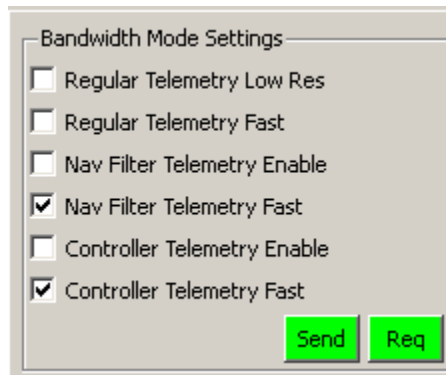 Bandwidth Mode Settings
Regular Telemetry Low Res
Regular Telemetry Fast
Nav Filter Telemetry Enable
Nav Filter Telemetry Fast
Controller Telemetry Enable
Controller Telemetry Fast
Send Req